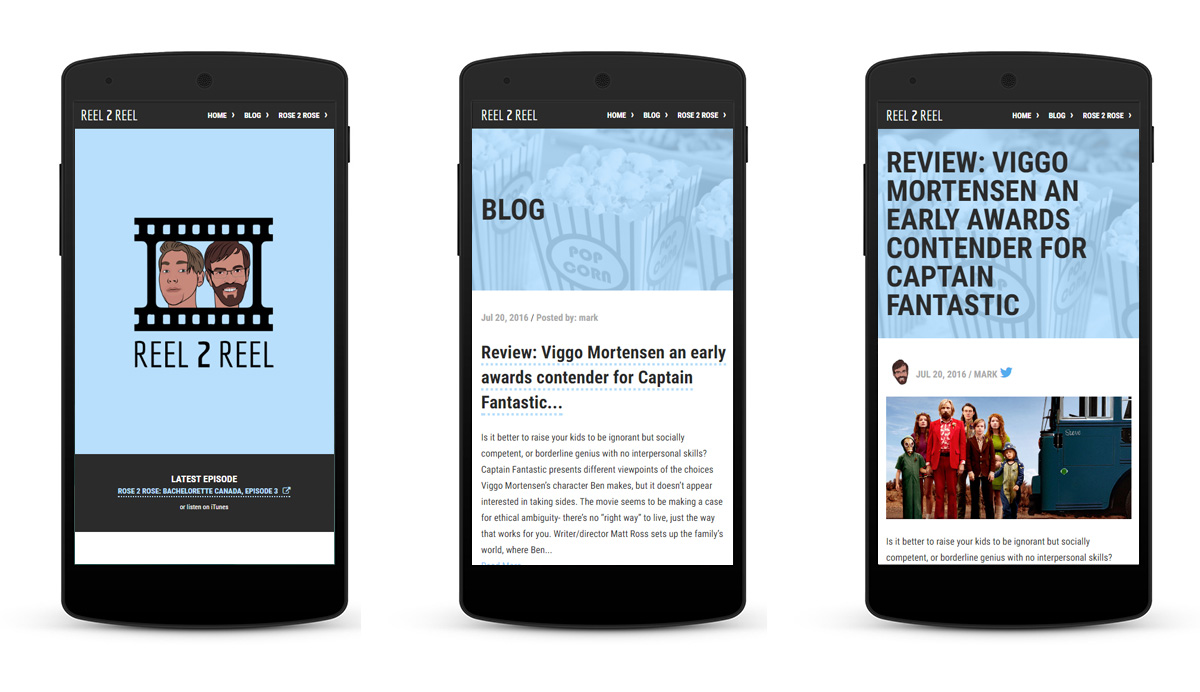 REEL 2 REEL
HOME
BLOG
ROSE 2 ROSE
REEL 2 REEL
LATEST EPISODE
ROSE 2 ROSE: BACHELORETTE CANADA, EPISODE 3
or listen on iTunes
REEL 2 REEL
HOME
BLOG
ROSE 2 ROSE
BLOG
POP
CORN
Jul 20, 2016 / Posted by: mark
Review: Viggo Mortensen an early
awards contender for Captain
Fantastic...
Is it better to raise your kids to be ignorant but socially
competent, or borderline genius with no interpersonal skills?
Captain Fantastic presents different viewpoints of the choices
Viggo Mortensen's character Ben makes, but it doesn't appear
interested in taking sides. The movie seems to be making a case
for ethical ambiguity- there's no "right way" to live, just the way
that works for you. Writer/director Matt Ross sets up the family's
world, where Ben...
REEL 2 REEL
HOME
BLOG
ROSE 2 ROSE
REVIEW: VIGGO
MORTENSEN AN
EARLY AWARDS
CONTENDER FOR
CAPTAIN
FANTASTIC
JUL 20, 2016 / MARK
Steve
Is it better to raise your kids to be ignorant but socially
competent, or borderline genius with no interpersonal skills?